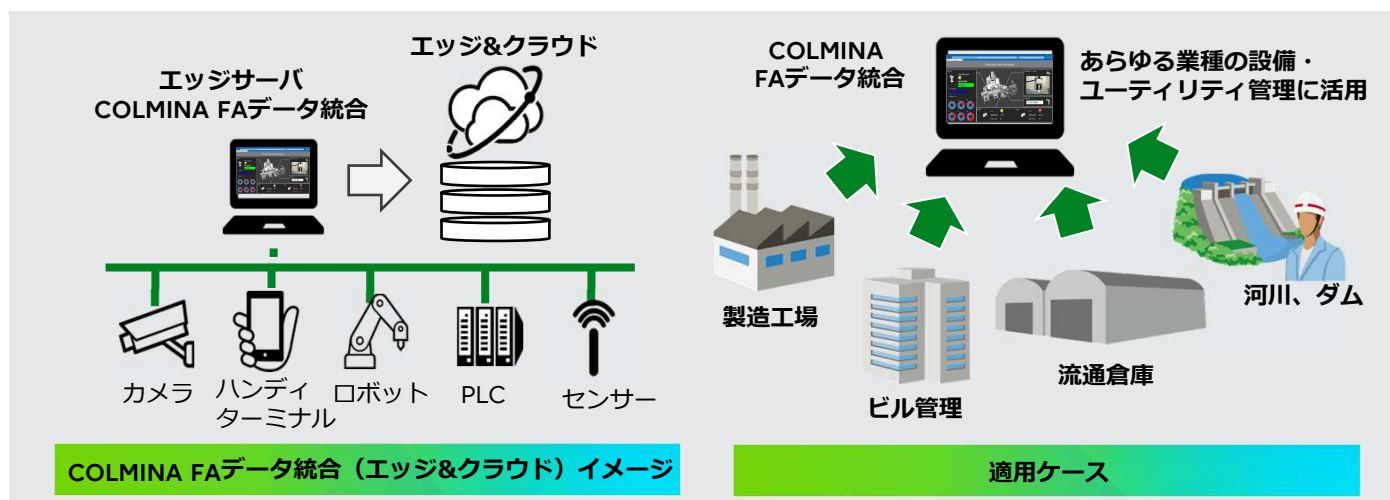 エッジサーバ
COLMINA FAデータ統合
エッジ&クラウド
カメラ
ハンディ
ターミナル
ロボット
PLC
センサー
COLMINA FAデータ統合（エッジ&クラウド）イメージ
COLMINA
FAデータ統合
あらゆる業種の設備・
ユーティリティ管理に活用
製造工場
ビル管理
流通倉庫
河川、ダム
適用ケース